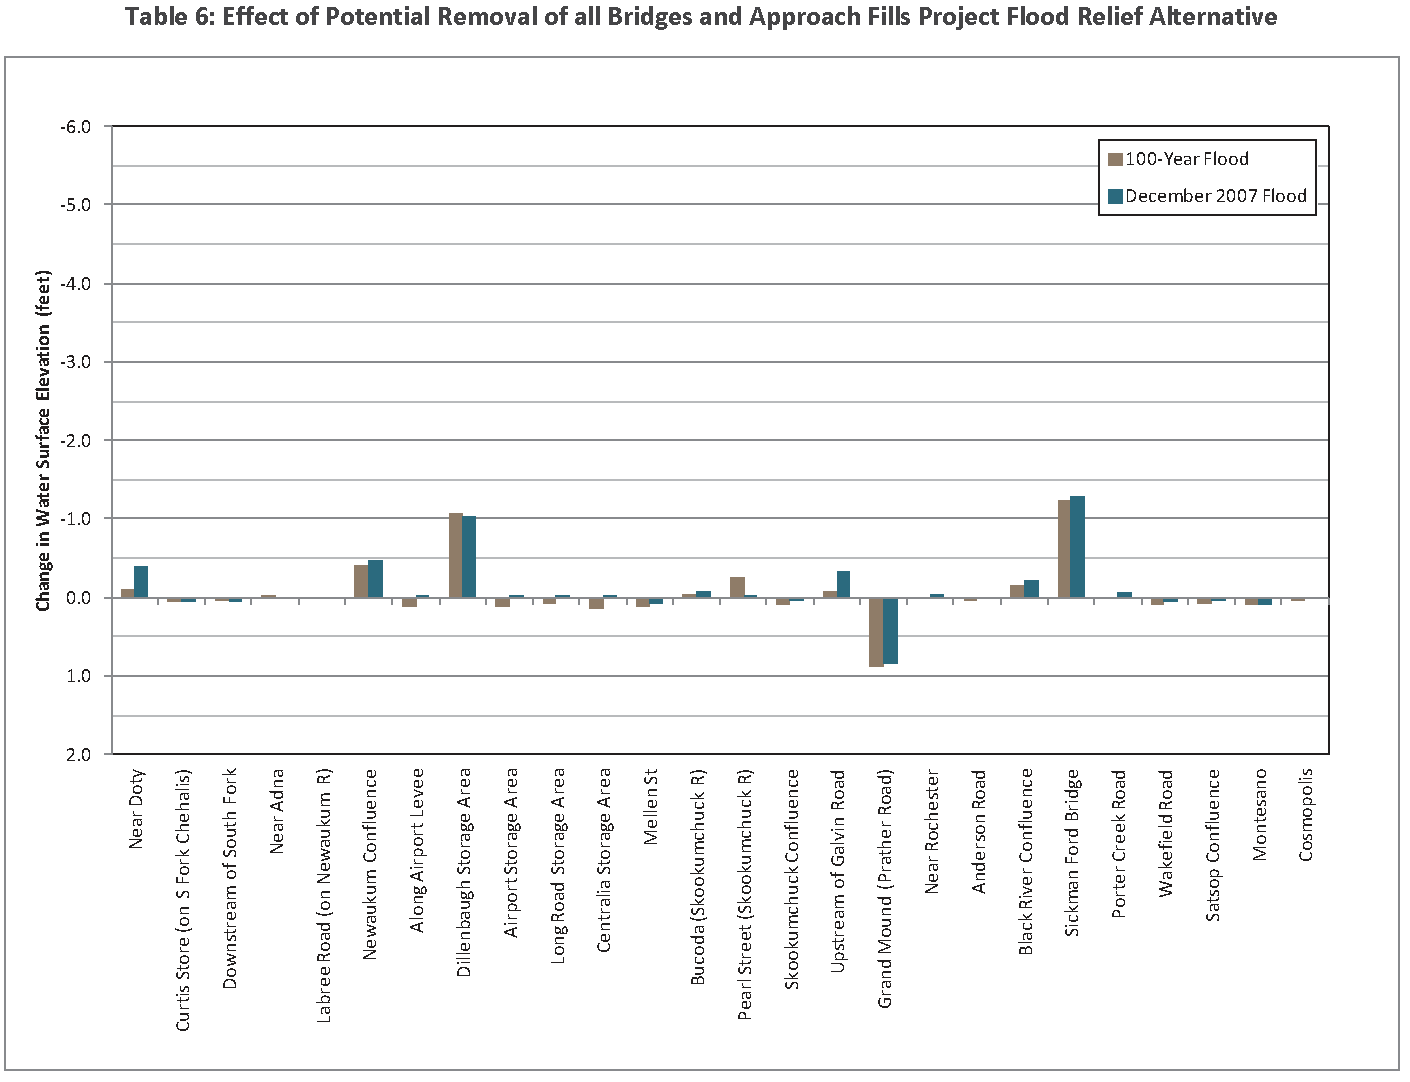 Table 6: Effect of Potential Removal of all Bridges and Approach Fills Project Flood Relief Alternative
-6.0
-5.0
-4.0
-3.0
-2.0
-1.0
0.0
1.0
2.0
Change in Water Surface Elevation (feet)
100-Year Flood
December 2007 Flood
Near Doty
Curtis Store (on S Fork Chehalis)
Downstream of South Fork
Near Adna
Labree Road (on Newaukum R)
Newaukum Confluence
Along Airport Levee
Dillenbaugh Storage Area
Airport Storage Area
Long Road Storage Area
Centralia Storage Area
Mellen St
Bucoda (Skookumchuck R)
Pearl Street (Skookumchuck R)
Skookumchuck Confluence
Upstream of Galvin Road
Grand Mound (Prather Road)
Near Rochester
Anderson Road
Black River Confluence
Sickman Ford Bridge
Porter Creek Road
Wakefield Road
Satsop Confluence
Montesano
Cosmopolis